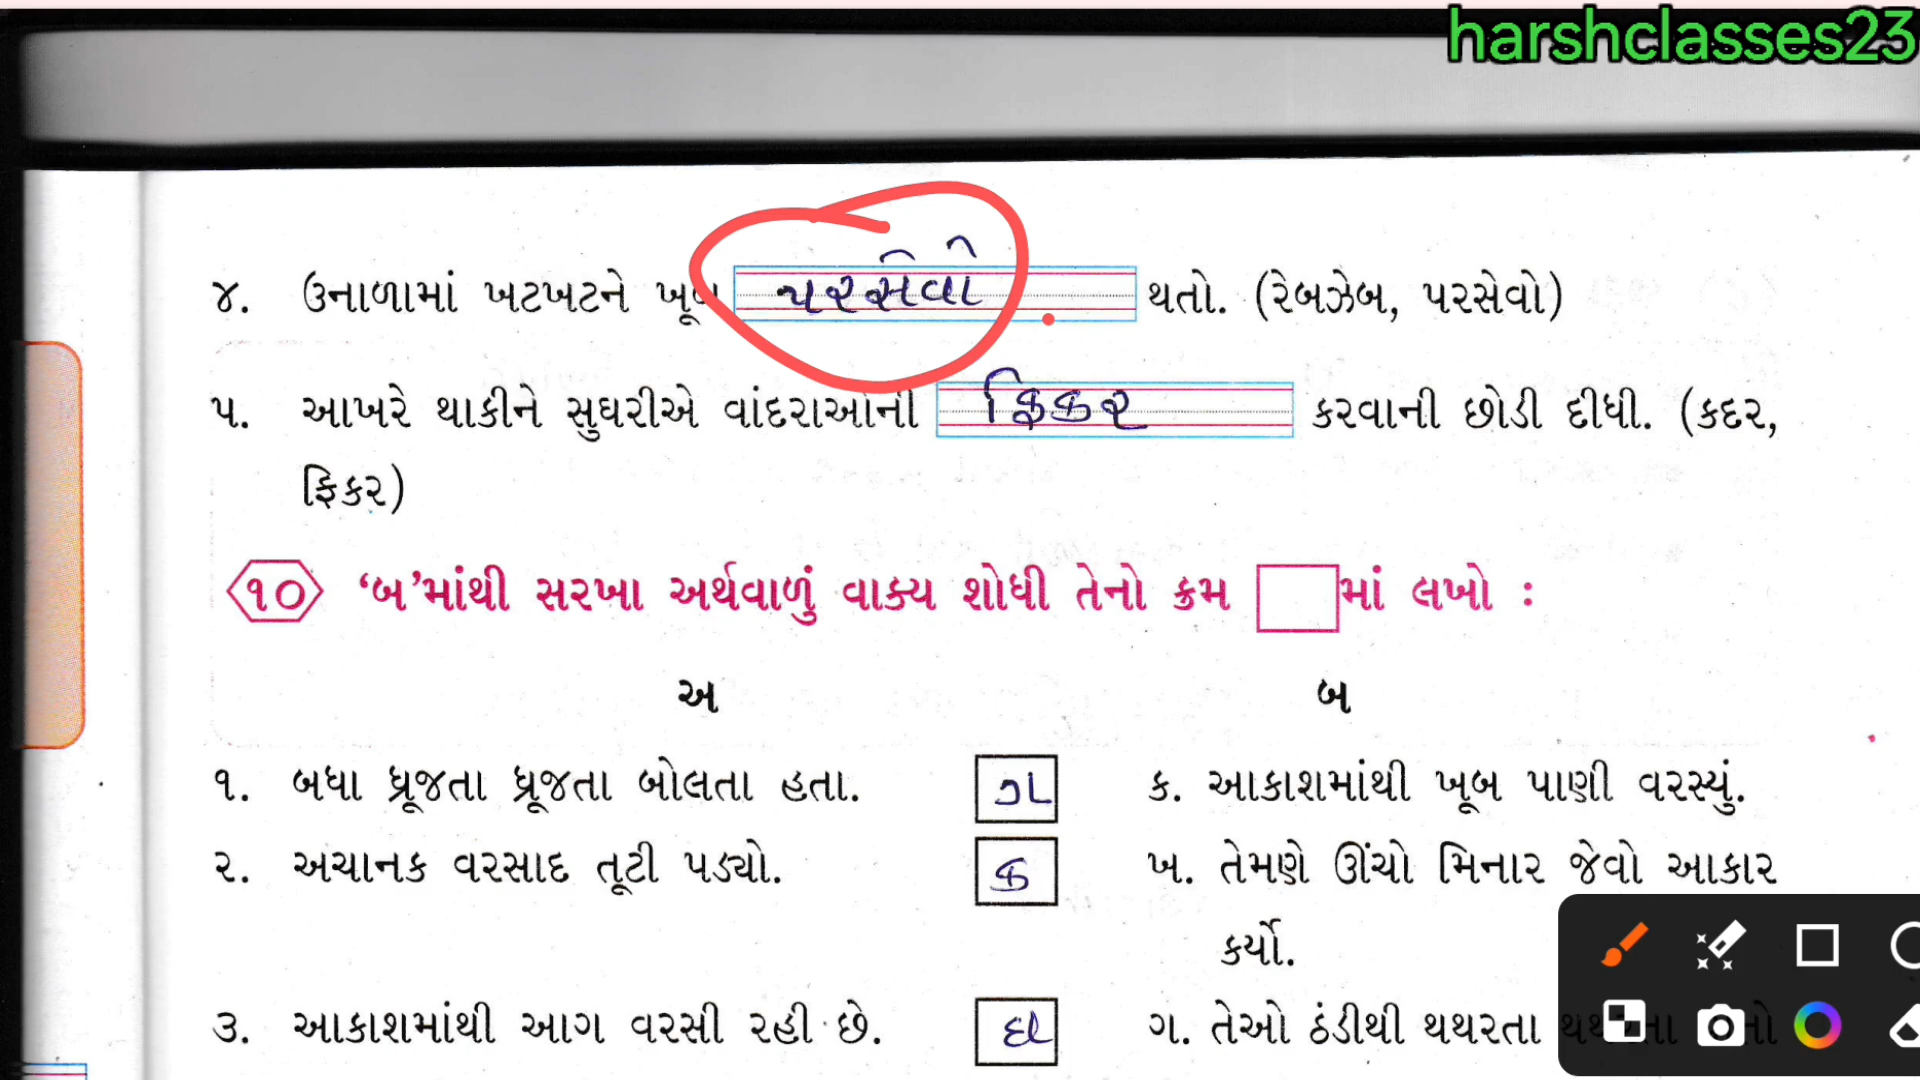 harshclasses23
૪. ઉનાળામાં ખટખટને ખૂબ પરસેવો થતો. (રેબઝેબ, પરસેવો)
૫. આખરે થાકીને સુઘરીએ વાંદરાઓની ફિકર કરવાની છોડી દીધી. (કદર,
ફિકર)
૧૦ ‘બ’માંથી સરખા અર્થવાળું વાક્ય શોધી તેનો ક્રમ માં લખો :
અ બ
૧. બધા ધ્રૂજતા ધ્રૂજતા બોલતા હતા. ગ ક. આકાશમાંથી ખૂબ પાણી વરસ્યું.
૨. અચાનક વરસાદ તૂટી પડ્યો. ક ખ. તેમણે ઊંચો મિનાર જેવો આકાર
કર્યો.
૩. આકાશમાંથી આગ વરસી રહી છે. ઘ ગ. તેઓ ઠંડીથી થથરતા